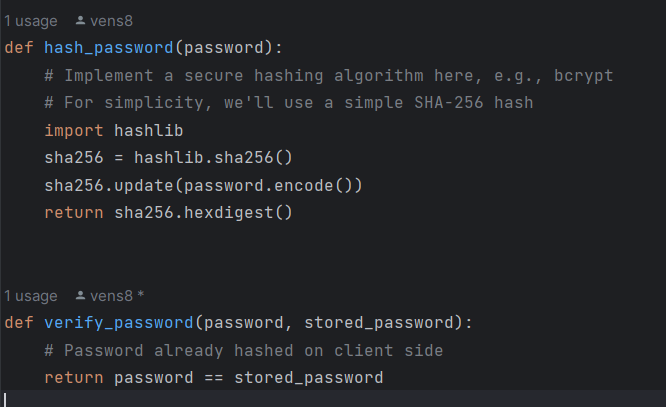 1 usage vens8
def hash_password(password):
    # Implement a secure hashing algorithm here, e.g., bcrypt
    # For simplicity, we'll use a simple SHA-256 hash
    import hashlib
    sha256 = hashlib.sha256()
    sha256.update(password.encode())
    return sha256.hexdigest()
1 usage vens8 *
def verify_password(password, stored_password):
    # Password already hashed on client side
    return password == stored_password